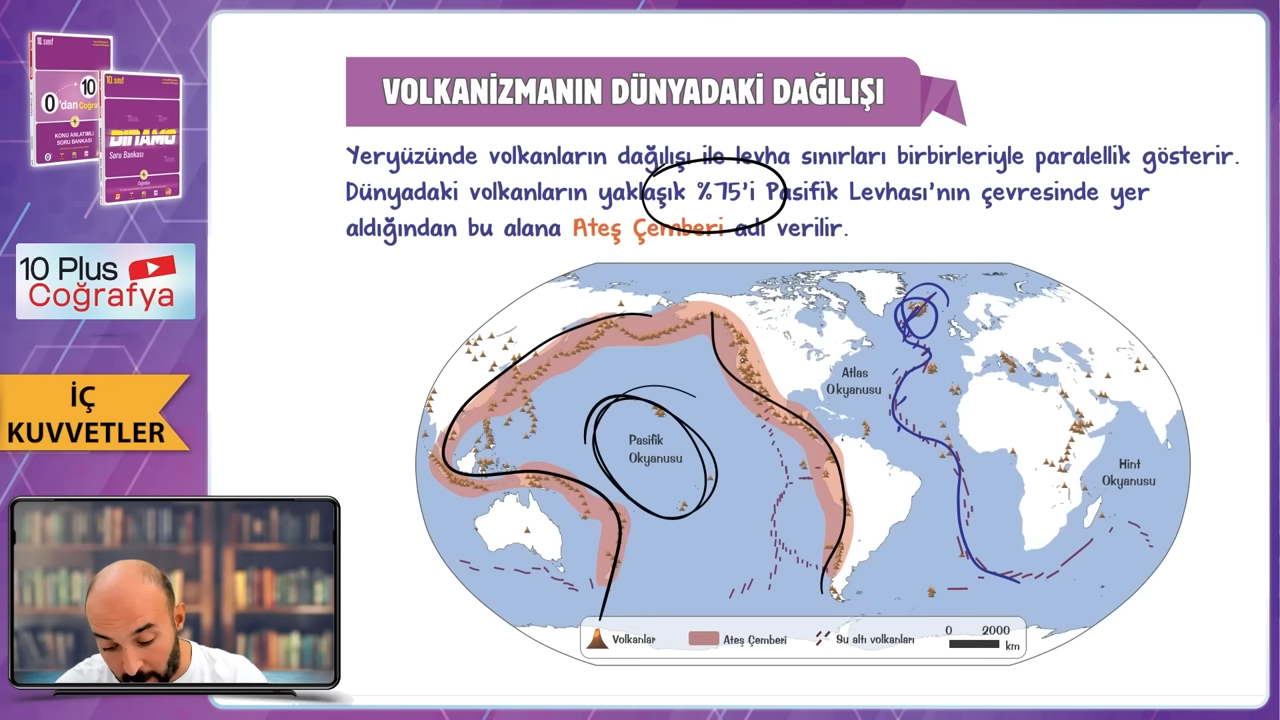 10. sınıf
0'dan
10
KONU ANLATIMLI
SORU BANKASI
10. sınıf
DİNAMO
Soru Bankası
10 Plus
Coğrafya
İÇ
KUVVETLER
VOLKANİZMANIN DÜNYADAKİ DAĞILIŞI
Yeryüzünde volkanların dağılışı ile levha sınırları birbirleriyle paralellik gösterir.
Dünyadaki volkanların yaklaşık %75'i Pasifik Levhası'nın çevresinde yer
aldığından bu alana Ateş Çemberi adı verilir.
Atlas
Okyanusu
Pasifik
Okyanusu
Hint
Okyanusu
Volkanlar
Ateş Çemberi
Su altı volkanları
0 2000
km